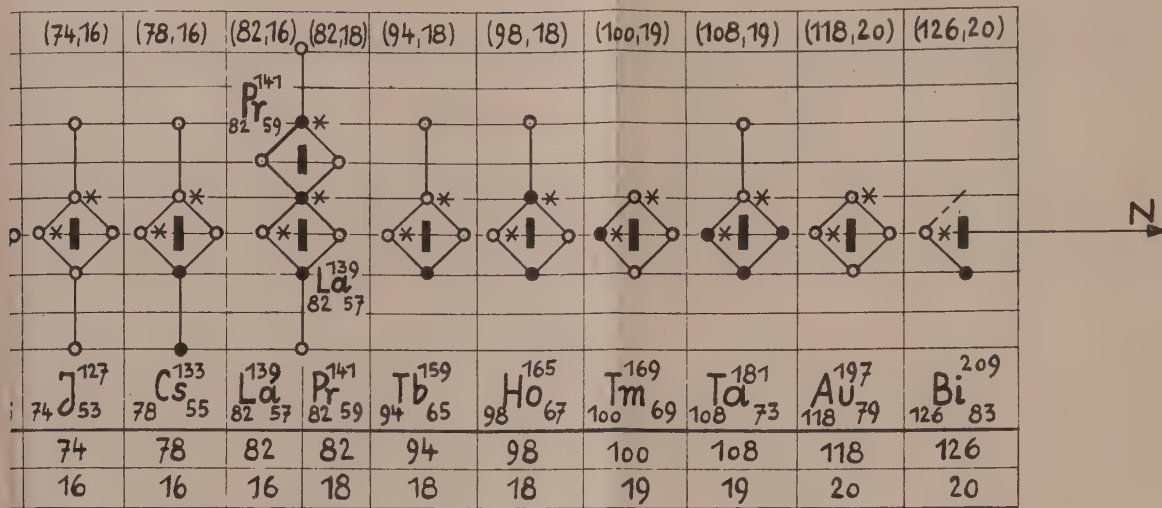 (74,16) (78,16) (82,16) (82,18) (94,18) (98,18) (100,19) (108,19) (118,20) (126,20)
Pr 141
82 59
* * * * * * *
* * * * * * * * *
N
La 139
82 57
74 J 127 53 78 Cs 133 55 82 La 139 57 82 Pr 141 59 94 Tb 159 65 98 Ho 165 67 100 Tm 169 69 108 Ta 181 73 118 Au 197 79 126 Bi 209 83
74 78 82 82 94 98 100 108 118 126
16 16 16 18 18 18 19 19 20 20